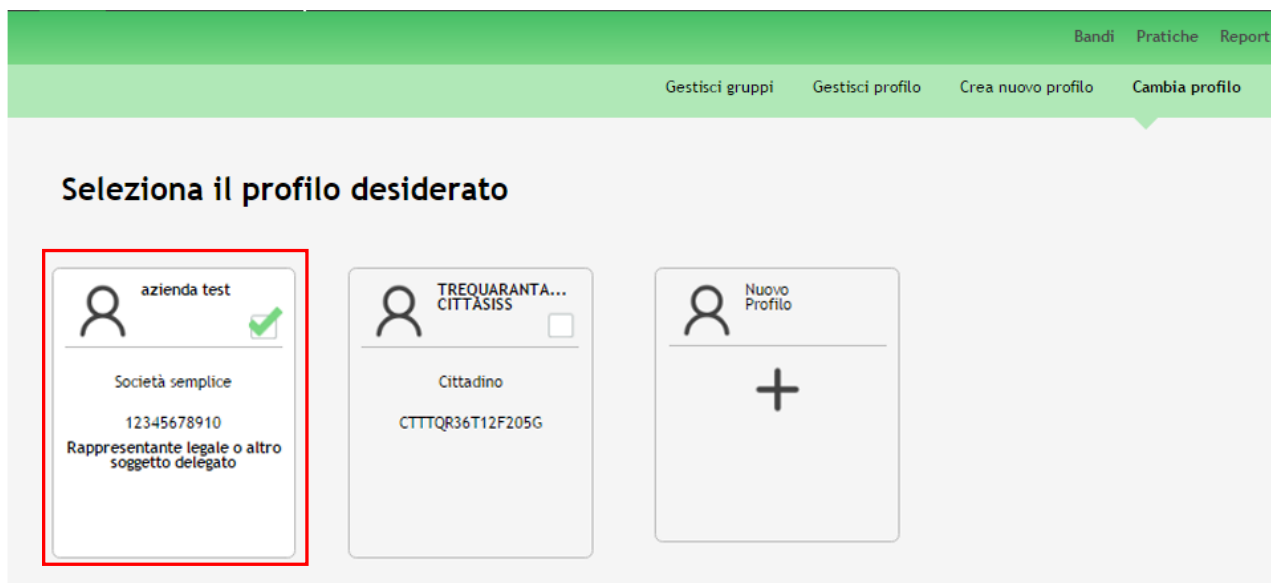 Bandi Pratiche Report
Gestisci gruppi Gestisci profilo Crea nuovo profilo Cambia profilo
Seleziona il profilo desiderato
azienda test
Società semplice
12345678910
Rappresentante legale o altro
soggetto delegato
TREQUARANTA...
CITTÀSISS
Cittadino
CTTTQR36T12F205G
Nuovo
Profilo